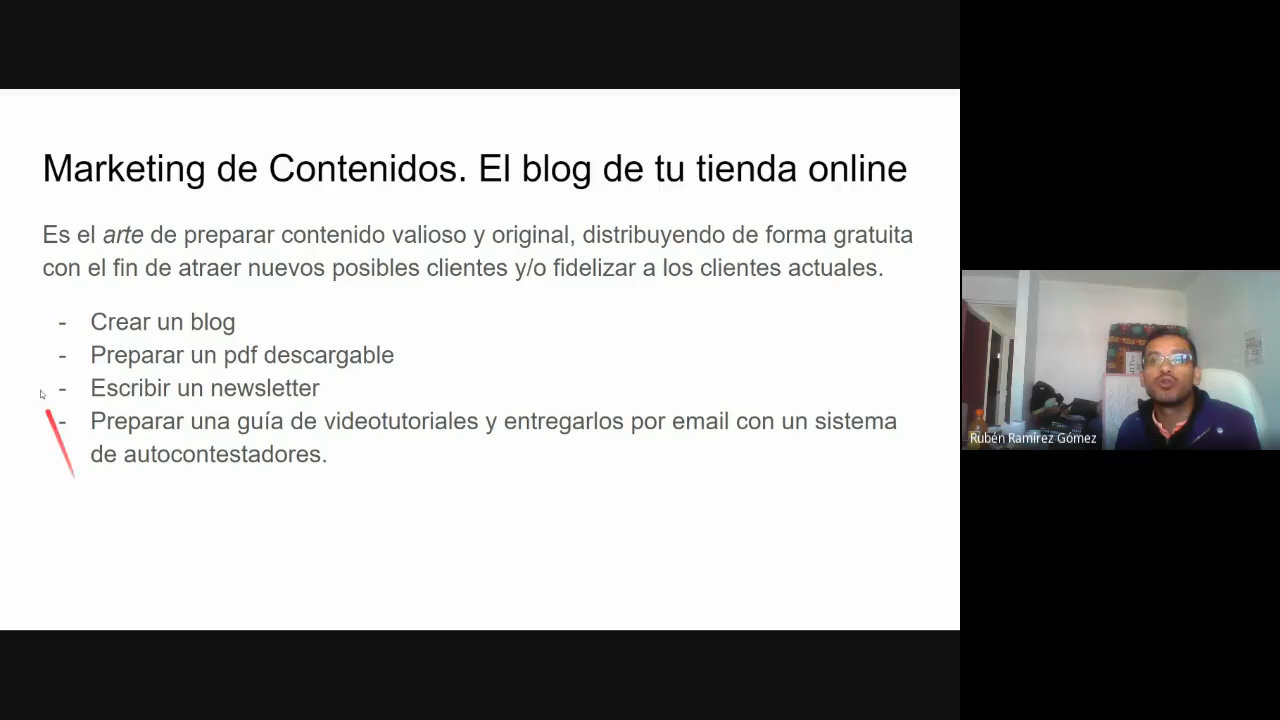 Marketing de Contenidos. El blog de tu tienda online
Es el arte de preparar contenido valioso y original, distribuyendo de forma gratuita
con el fin de atraer nuevos posibles clientes y/o fidelizar a los clientes actuales.
- Crear un blog
- Preparar un pdf descargable
- Escribir un newsletter
- Preparar una guía de videotutoriales y entregarlos por email con un sistema
de autocontestadores.
Rubén Ramírez Gómez